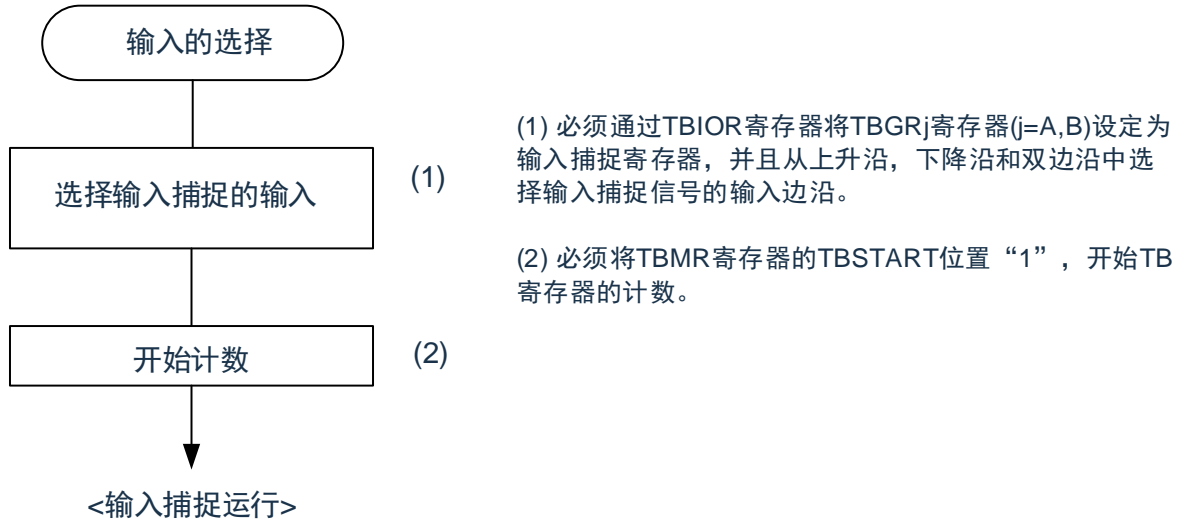 输入的选择
选择输入捕捉的输入
(1)
开始计数
(2)
<输入捕捉运行>
(1) 必须通过TBIOR寄存器将TBGRj寄存器(j=A,B)设定为
输入捕捉寄存器，并且从上升沿，下降沿和双边沿中选
择输入捕捉信号的输入边沿。
(2) 必须将TBMR寄存器的TBSTART位置“1”，开始TB
寄存器的计数。